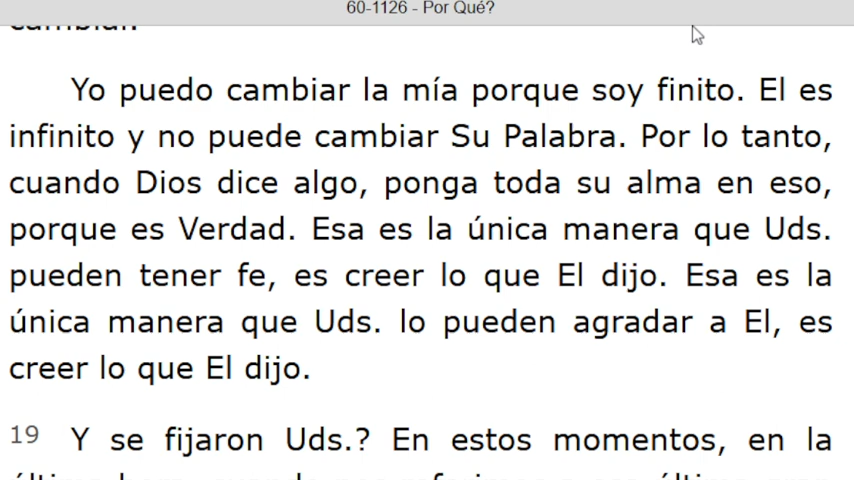 60-1126 - Por Qué?
cambiar.
Yo puedo cambiar la mía porque soy finito. El es
infinito y no puede cambiar Su Palabra. Por lo tanto,
cuando Dios dice algo, ponga toda su alma en eso,
porque es Verdad. Esa es la única manera que Uds.
pueden tener fe, es creer lo que El dijo. Esa es la
única manera que Uds. lo pueden agradar a El, es
creer lo que El dijo.
19 Y se fijaron Uds.? En estos momentos, en la